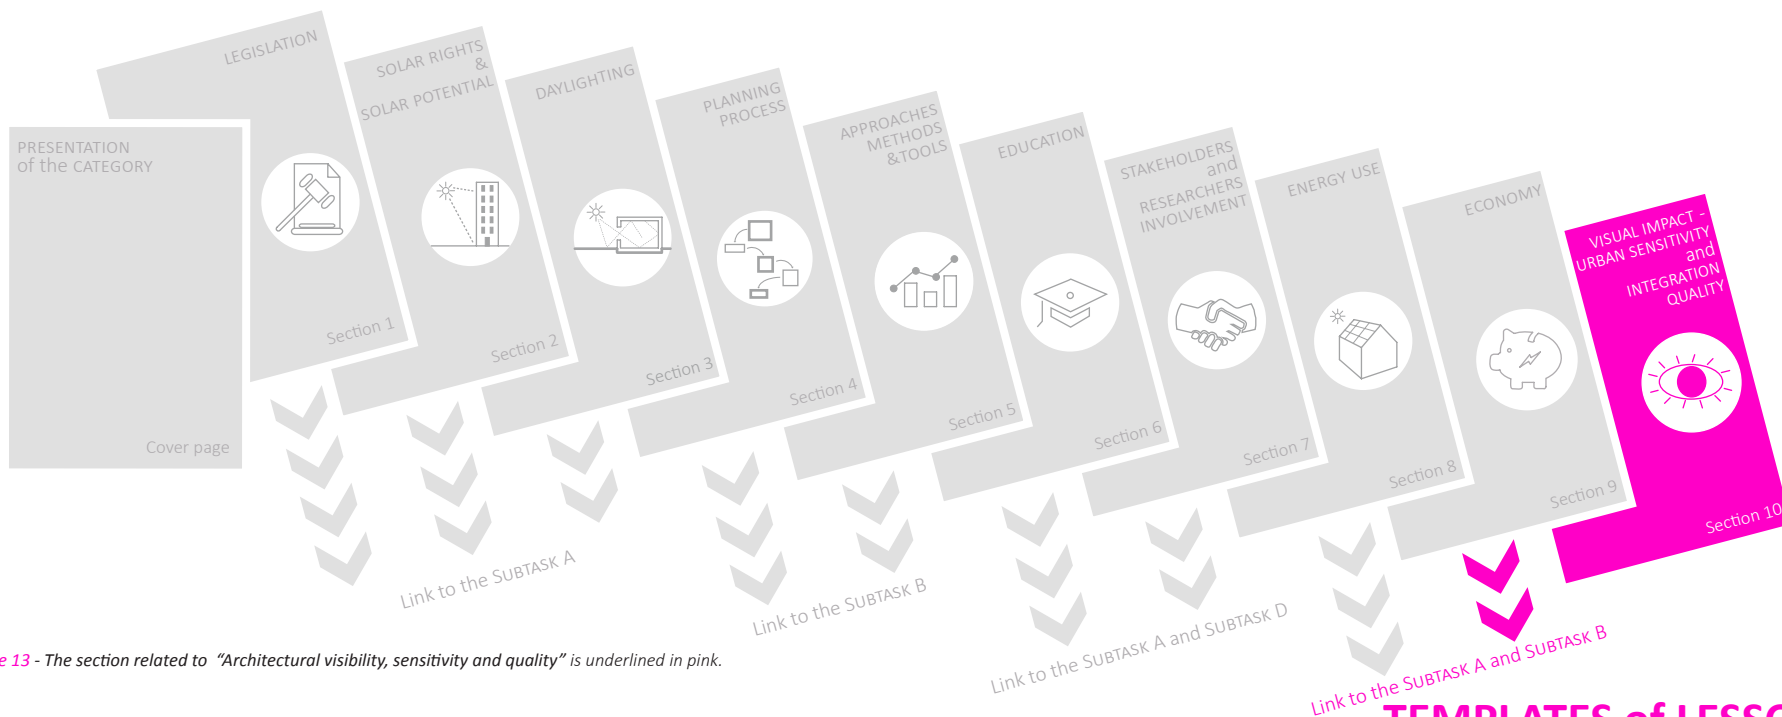 PRESENTATION
of the CATEGORY
Cover page
LEGISLATION
Section 1
SOLAR RIGHTS
&
SOLAR POTENTIAL
Section 2
DAYLIGHTING
Section 3
PLANNING
PROCESS
Section 4
APPROACHES
METHODS
&TOOLS
Section 5
EDUCATION
Section 6
STAKEHOLDERS
and
RESEARCHERS
INVOLVEMENT
Section 7
ENERGY USE
Section 8
ECONOMY
Section 9
VISUAL IMPACT -
URBAN SENSITIVITY
and
INTEGRATION
QUALITY
Section 10
Link to the SUBTASK A
Link to the SUBTASK B
Link to the SUBTASK A and SUBTASK D
Link to the SUBTASK A and SUBTASK B
13 - The section related to “Architectural visibility, sensitivity and quality” is underlined in pink.
TEMPLATES of